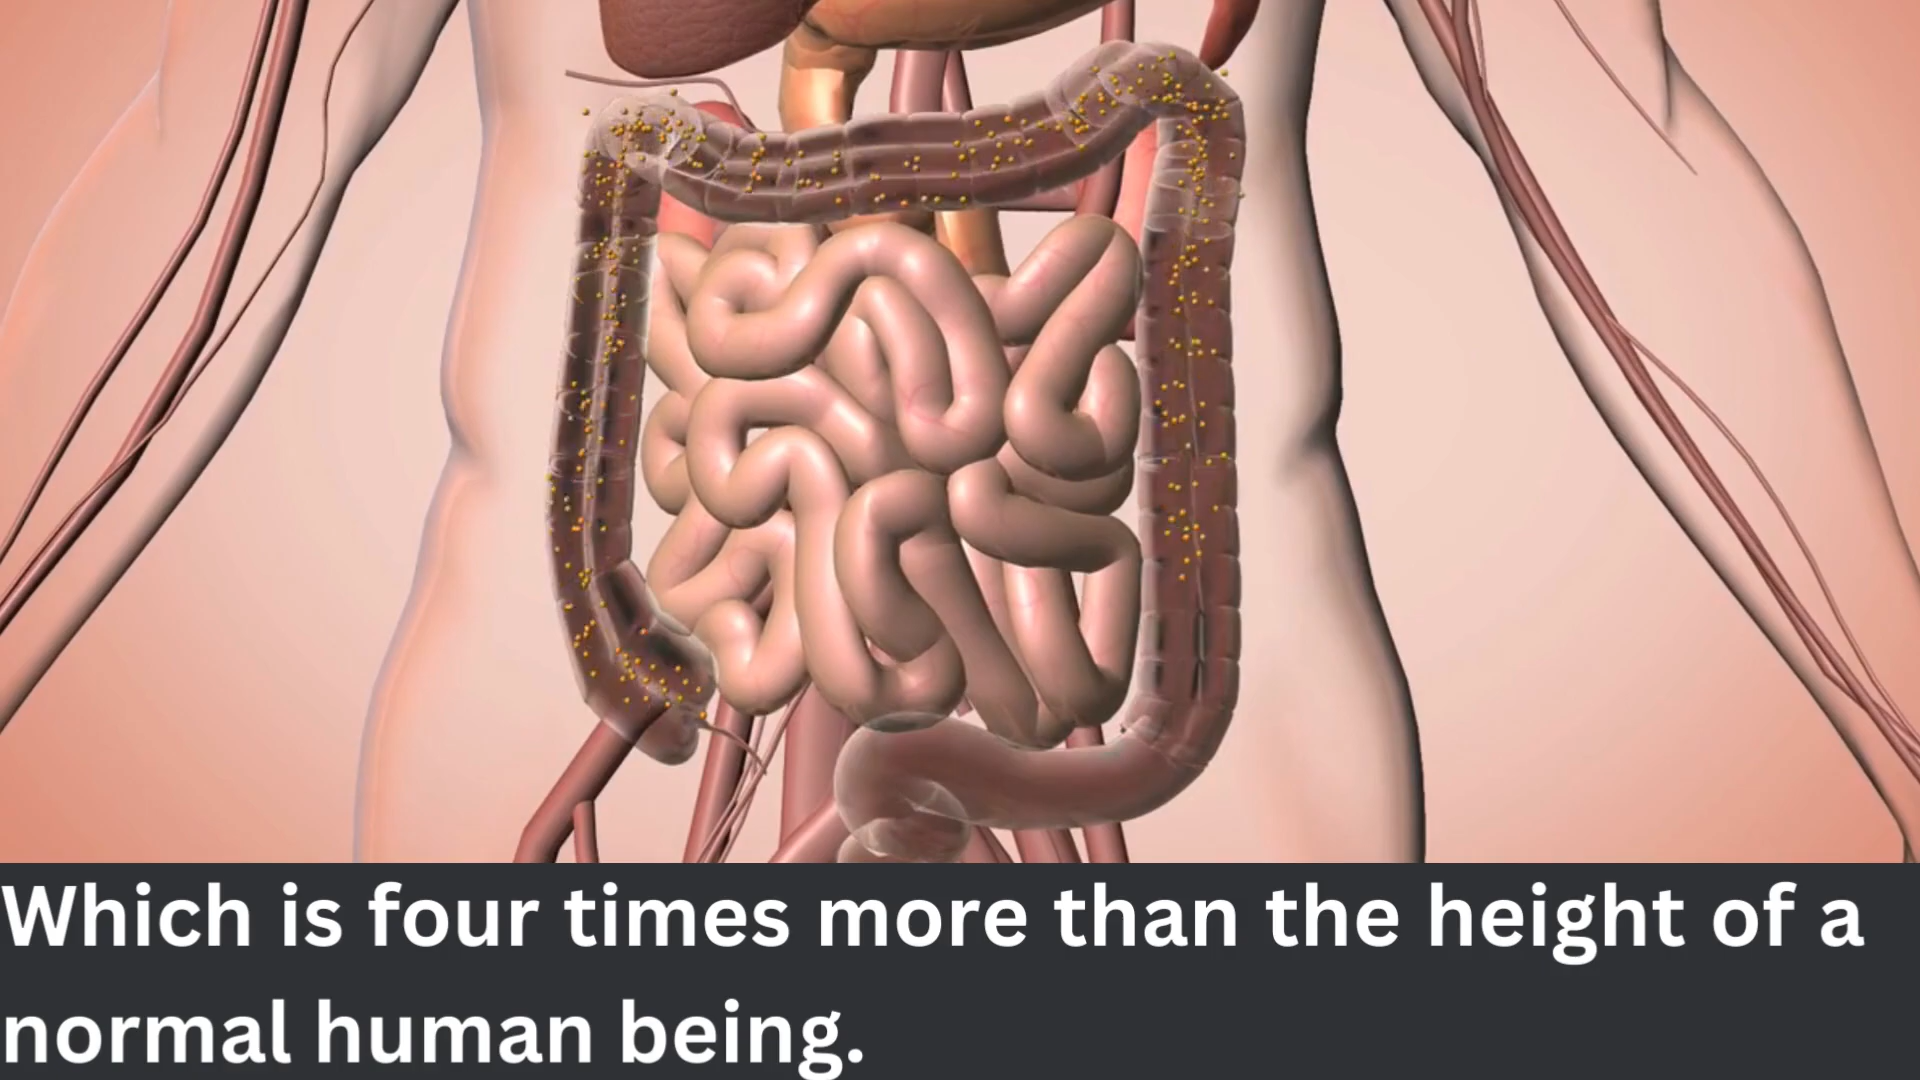 Which is four times more than the height of a
normal human being.